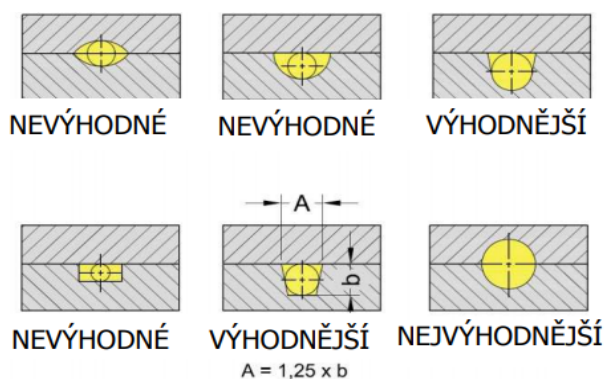 NEVÝHODNÉ NEVÝHODNÉ VÝHODNĚJŠÍ
A
b
NEVÝHODNÉ VÝHODNĚJŠÍ NEJVÝHODNĚJŠÍ
A = 1,25 x b